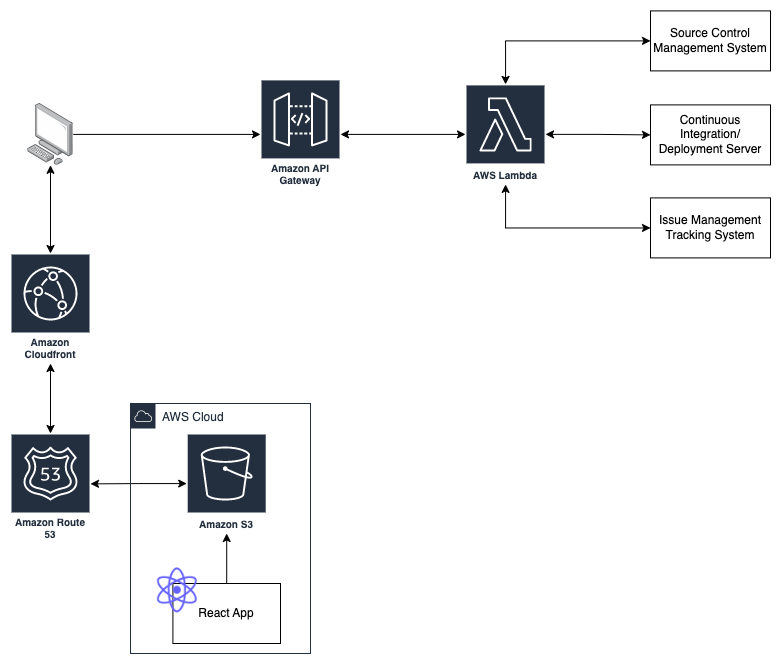 Source Control
Management System
Continuous
Integration/
Deployment Server
Issue Management
Tracking System
</>
Amazon API
Gateway
AWS Lambda
Amazon
Cloudfront
53
Amazon Route
53
AWS Cloud
Amazon S3
React App